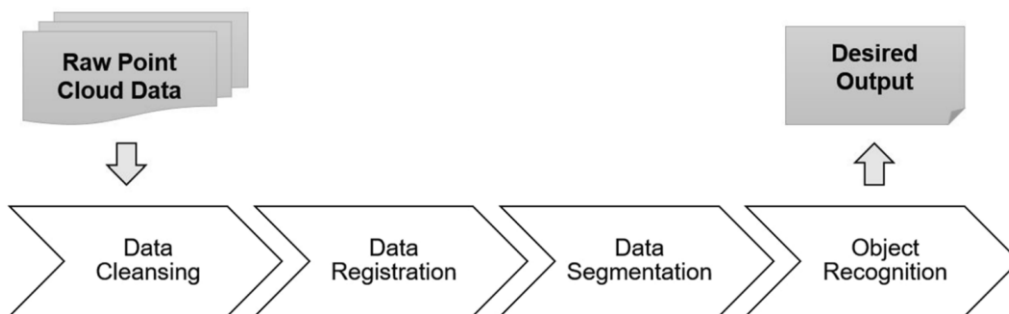 Raw Point
Cloud Data
Desired
Output
Data
Cleansing
Data
Registration
Data
Segmentation
Object
Recognition